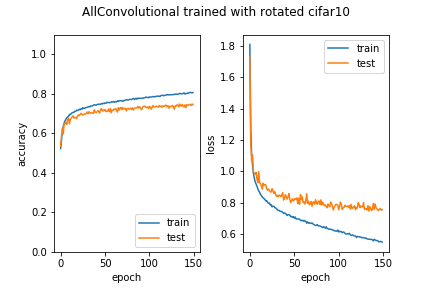 AllConvolutional trained with rotated cifar10
accuracy
1.0
0.8
0.6
0.4
0.2
0.0
0
50
100
150
epoch
train
test
loss
1.8
1.6
1.4
1.2
1.0
0.8
0.6
0
50
100
150
epoch
train
test